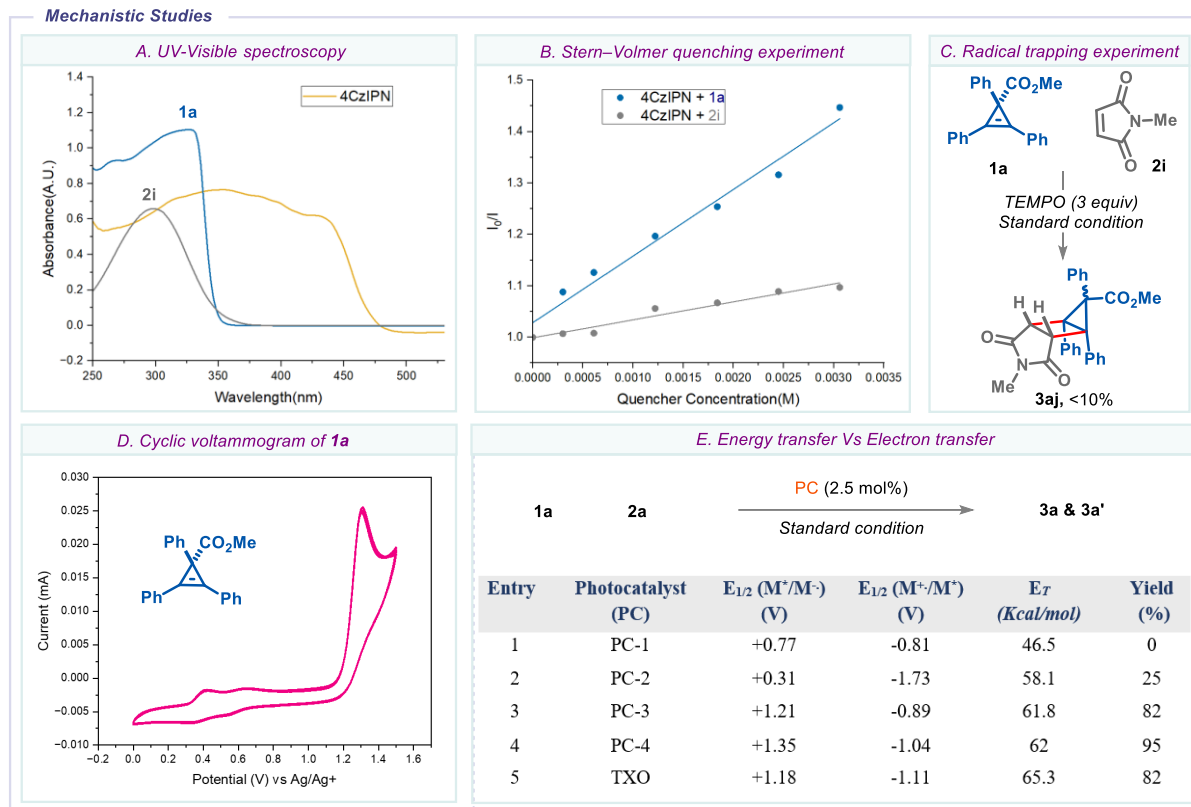 Mechanistic Studies
A. UV-Visible spectroscopy
1.4
1.2
1.0
0.8
0.6
0.4
0.2
0.0
−0.2
250
300
350
400
450
500
Absorbance(A.U.)
Wavelength(nm)
4CzIPN
1a
2i
B. Stern–Volmer quenching experiment
1.5
1.4
1.3
1.2
1.1
1.0
0.0000 0.0005 0.0010 0.0015 0.0020 0.0025 0.0030 0.0035
I0/I
Quencher Concentration(M)
4CzIPN + 1a
4CzIPN + 2i
C. Radical trapping experiment
Ph
CO2Me
Ph
Ph
1a
O
N
Me
O
2i
TEMPO (3 equiv)
Standard condition
Ph
H
H
CO2Me
O
Ph
Ph
N
O
Me
3aj, <10%
D. Cyclic voltammogram of 1a
0.030
0.025
0.020
0.015
0.010
0.005
0.000
−0.005
−0.010
−0.2 0.0 0.2 0.4 0.6 0.8 1.0 1.2 1.4 1.6
Current (mA)
Potential (V) vs Ag/Ag+
Ph
CO2Me
Ph
Ph
E. Energy transfer Vs Electron transfer
1a 2a PC (2.5 mol%) 3a & 3a'
Standard condition
Entry Photocatalyst (PC) E1/2 (M*/M-·) (V) E1/2 (M+·/M*) (V) ET (Kcal/mol) Yield (%)
1 PC-1 +0.77 -0.81 46.5 0
2 PC-2 +0.31 -1.73 58.1 25
3 PC-3 +1.21 -0.89 61.8 82
4 PC-4 +1.35 -1.04 62 95
5 TXO +1.18 -1.11 65.3 82